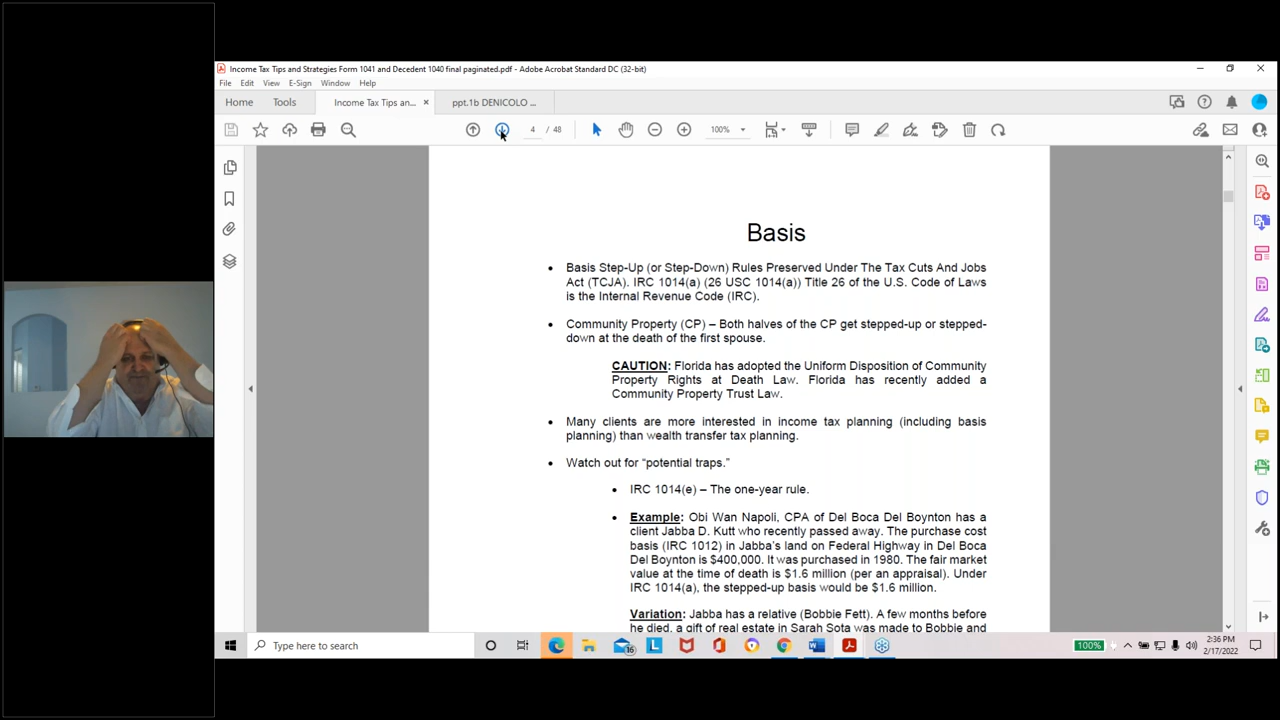 Income Tax Tips and Strategies Form 1041 and Decedent 1040 final paginated.pdf - Adobe Acrobat Standard DC (32-bit)
File Edit View E-Sign Window Help
Home Tools Income Tax Tips an... × ppt.1b DENICOLO ...
4 / 48 100%
Basis
• Basis Step-Up (or Step-Down) Rules Preserved Under The Tax Cuts And Jobs
Act (TCJA). IRC 1014(a) (26 USC 1014(a)) Title 26 of the U.S. Code of Laws
is the Internal Revenue Code (IRC).
• Community Property (CP) – Both halves of the CP get stepped-up or stepped-
down at the death of the first spouse.
CAUTION: Florida has adopted the Uniform Disposition of Community
Property Rights at Death Law. Florida has recently added a
Community Property Trust Law.
• Many clients are more interested in income tax planning (including basis
planning) than wealth transfer tax planning.
• Watch out for “potential traps.”
• IRC 1014(e) – The one-year rule.
• Example: Obi Wan Napoli, CPA of Del Boca Del Boynton has a
client Jabba D. Kutt who recently passed away. The purchase cost
basis (IRC 1012) in Jabba’s land on Federal Highway in Del Boca
Del Boynton is $400,000. It was purchased in 1980. The fair market
value at the time of death is $1.6 million (per an appraisal). Under
IRC 1014(a), the stepped-up basis would be $1.6 million.
Variation: Jabba has a relative (Bobbie Fett). A few months before
he died, a gift of real estate in Sarah Sota was made to Bobbie and
Type here to search
16
100%
2:36 PM
2/17/2022